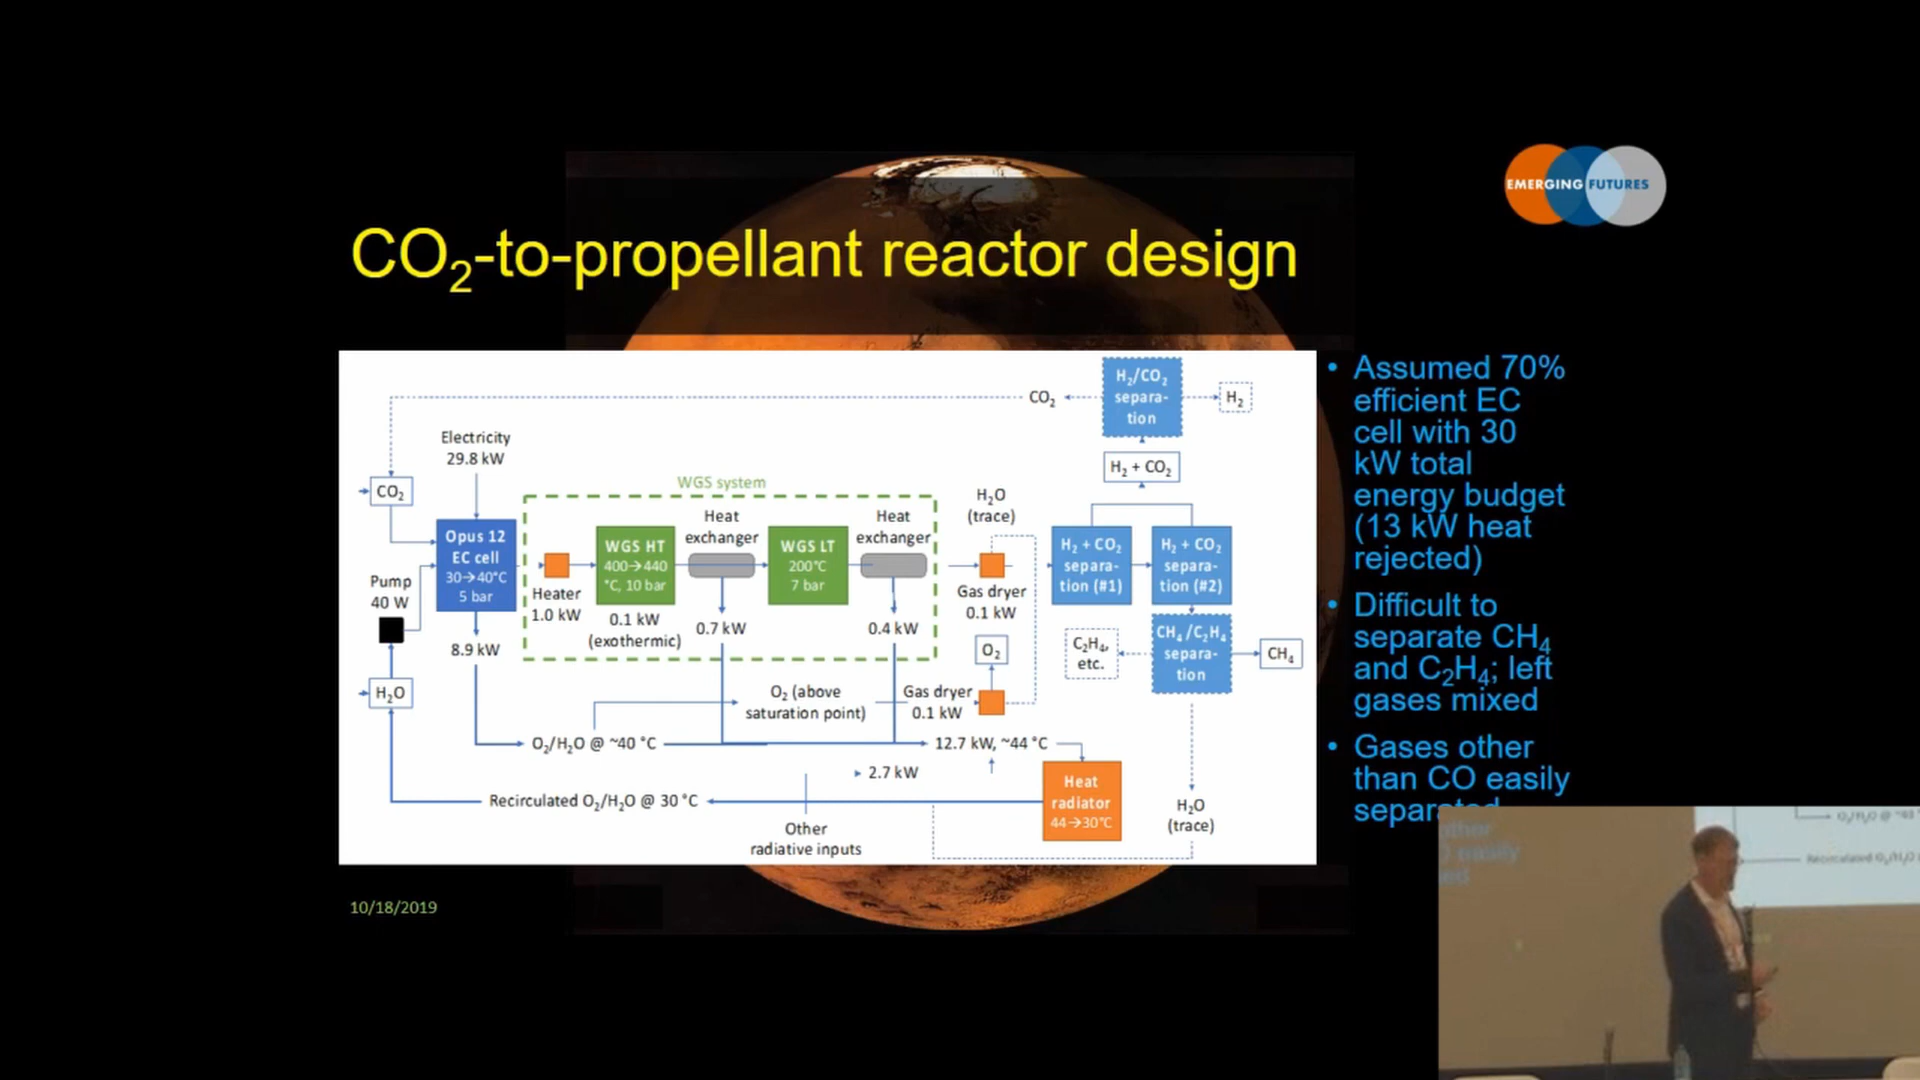 EMERGING FUTURES
CO₂-to-propellant reactor design
H₂/CO₂
separa-
tion
CO₂
H₂
Electricity
29.8 kW
H₂ + CO₂
WGS system
CO₂
H₂O
(trace)
Heat
exchanger
Heat
exchanger
Opus 12
EC cell
30→40°C
5 bar
WGS HT
400→440
°C, 10 bar
WGS LT
200°C
7 bar
H₂ + CO₂
separa-
tion (#1)
H₂ + CO₂
separa-
tion (#2)
Pump
40 W
Heater
1.0 kW
0.1 kW
(exothermic)
0.7 kW
0.4 kW
Gas dryer
0.1 kW
8.9 kW
O₂
C₂H₄,
etc.
CH₄/C₂H₄
separa-
tion
CH₄
H₂O
O₂ (above
saturation point)
Gas dryer
0.1 kW
O₂/H₂O @ ~40 °C
12.7 kW, ~44 °C
2.7 kW
Recirculated O₂/H₂O @ 30 °C
Heat
radiator
44→30°C
Other
radiative inputs
H₂O
(trace)
• Assumed 70%
efficient EC
cell with 30
kW total
energy budget
(13 kW heat
rejected)
• Difficult to
separate CH₄
and C₂H₄; left
gases mixed
• Gases other
than CO easily
separated
10/18/2019